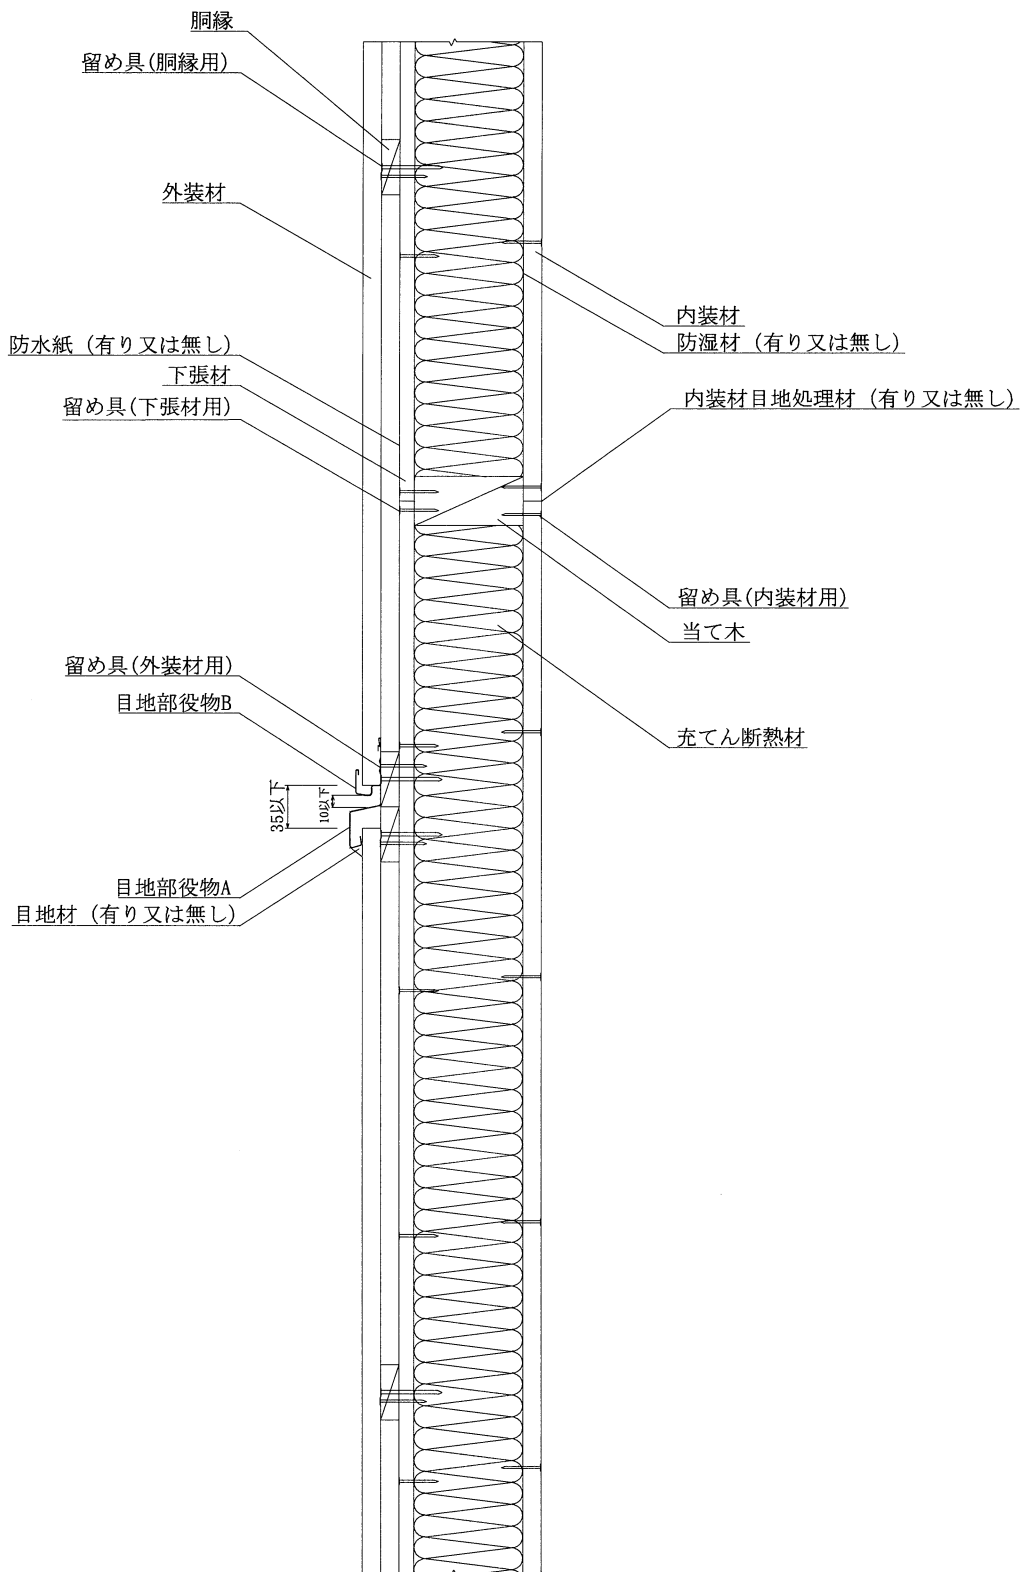 胴縁
留め具(胴縁用)
外装材
防水紙 (有り又は無し)
下張材
留め具(下張材用)
留め具(外装材用)
目地部役物B
35以下
10以下
目地部役物A
目地材 (有り又は無し)
内装材
防湿材 (有り又は無し)
内装材目地処理材 (有り又は無し)
留め具(内装材用)
当て木
充てん断熱材